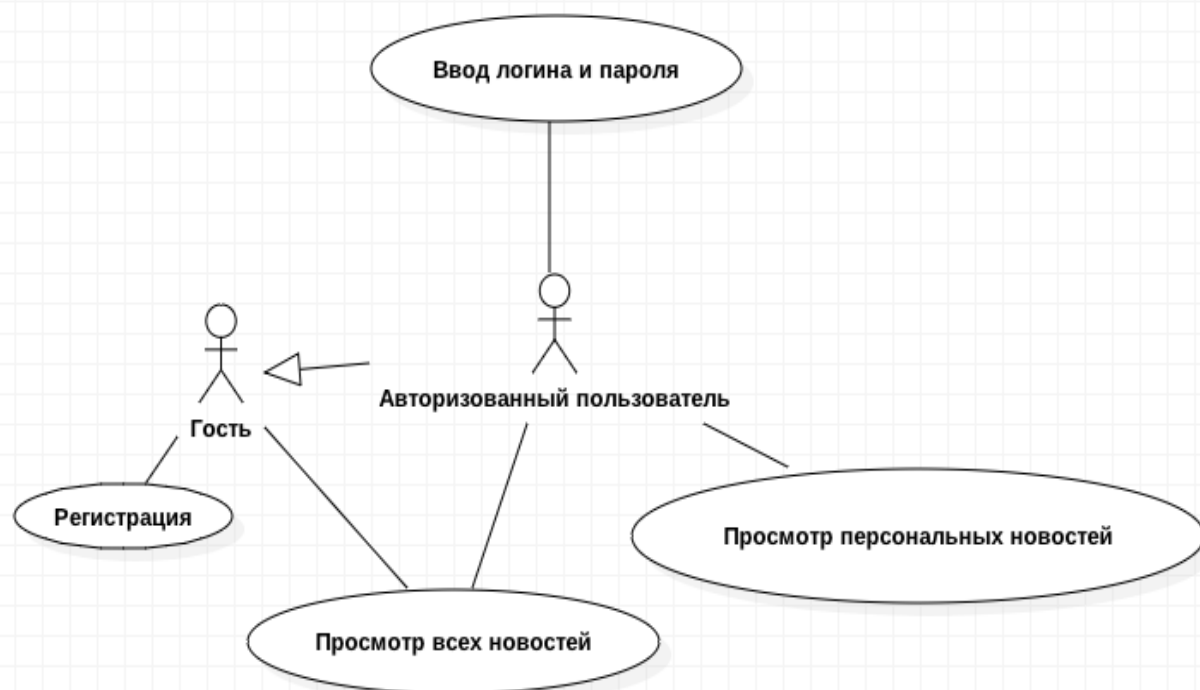 Ввод логина и пароля
Авторизованный пользователь
Гость
Регистрация
Просмотр персональных новостей
Просмотр всех новостей